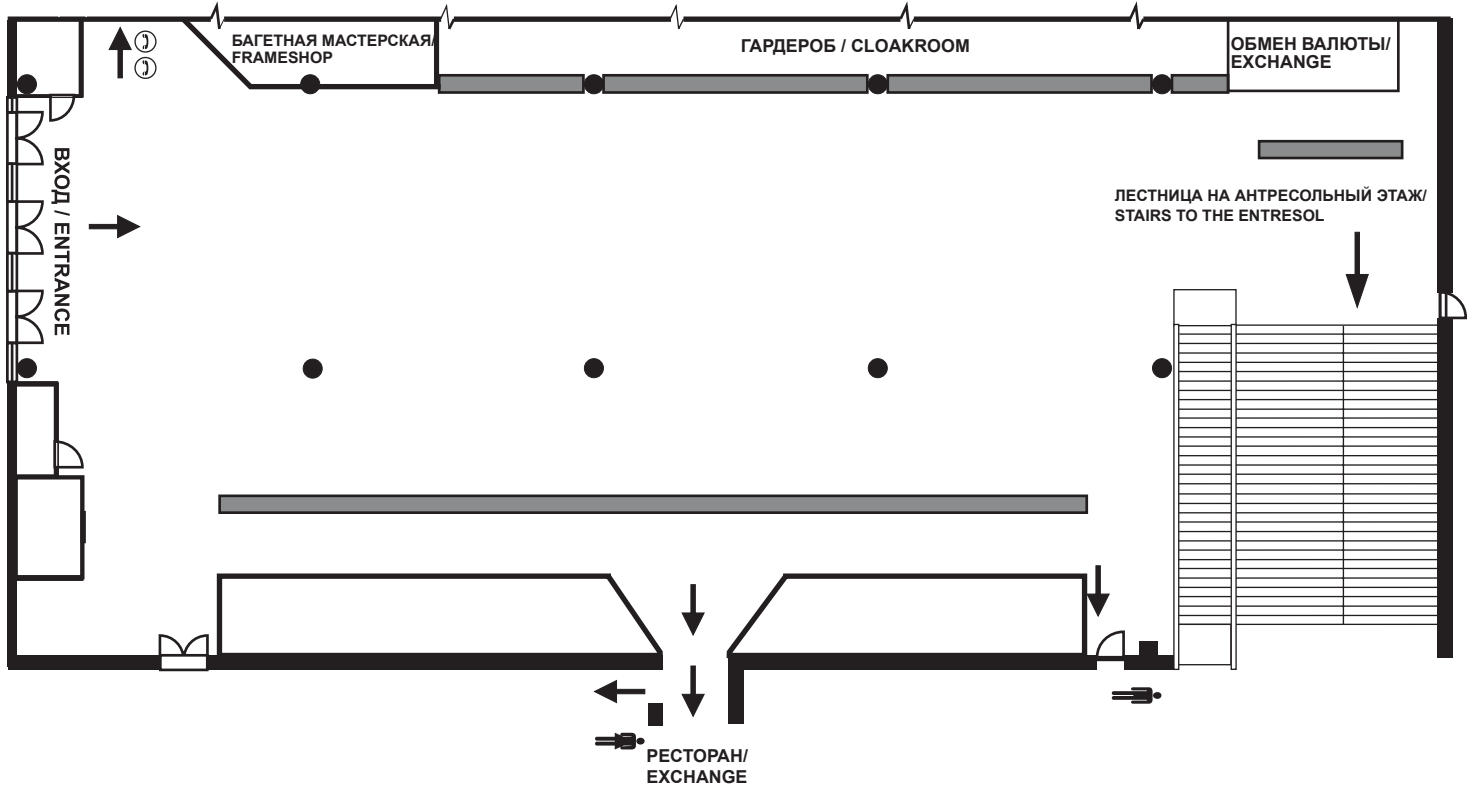 БАГЕТНАЯ МАСТЕРСКАЯ/
FRAMESHOP
ГАРДЕРОБ / CLOAKROOM
ОБМЕН ВАЛЮТЫ/
EXCHANGE
ВХОД / ENTRANCE
ЛЕСТНИЦА НА АНТРЕСОЛЬНЫЙ ЭТАЖ/
STAIRS TO THE ENTRESOL
РЕСТОРАН/
EXCHANGE